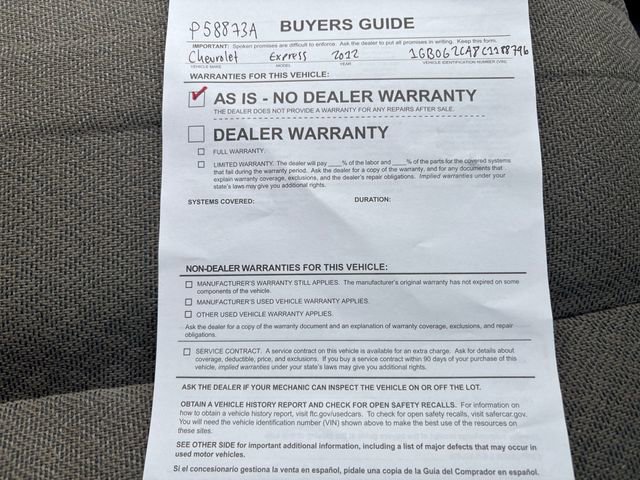 P58873A BUYERS GUIDE
IMPORTANT: Spoken promises are difficult to enforce. Ask the dealer to put all promises in writing. Keep this form.
Chevrolet Express 2012 1GB0G2CA8C1188796
VEHICLE MAKE MODEL YEAR VEHICLE IDENTIFICATION NUMBER (VIN)
WARRANTIES FOR THIS VEHICLE:
AS IS - NO DEALER WARRANTY
THE DEALER DOES NOT PROVIDE A WARRANTY FOR ANY REPAIRS AFTER SALE.
DEALER WARRANTY
FULL WARRANTY.
LIMITED WARRANTY. The dealer will pay ____% of the labor and ____% of the parts for the covered systems
that fail during the warranty period. Ask the dealer for a copy of the warranty, and for any documents that
explain warranty coverage, exclusions, and the dealer's repair obligations. Implied warranties under your
state's laws may give you additional rights.
SYSTEMS COVERED: DURATION:
NON-DEALER WARRANTIES FOR THIS VEHICLE:
MANUFACTURER'S WARRANTY STILL APPLIES. The manufacturer's original warranty has not expired on some
components of the vehicle.
MANUFACTURER'S USED VEHICLE WARRANTY APPLIES.
OTHER USED VEHICLE WARRANTY APPLIES.
Ask the dealer for a copy of the warranty document and an explanation of warranty coverage, exclusions, and repair
obligations.
SERVICE CONTRACT. A service contract on this vehicle is available for an extra charge. Ask for details about
coverage, deductible, price, and exclusions. If you buy a service contract within 90 days of your purchase of this
vehicle, implied warranties under your state's laws may give you additional rights.
ASK THE DEALER IF YOUR MECHANIC CAN INSPECT THE VEHICLE ON OR OFF THE LOT.
OBTAIN A VEHICLE HISTORY REPORT AND CHECK FOR OPEN SAFETY RECALLS. For information on
how to obtain a vehicle history report, visit ftc.gov/usedcars. To check for open safety recalls, visit safercar.gov.
You will need the vehicle identification number (VIN) shown above to make the best use of the resources on
these sites.
SEE OTHER SIDE for important additional information, including a list of major defects that may occur in
used motor vehicles.
Si el concesionario gestiona la venta en español, pídale una copia de la Guía del Comprador en español.